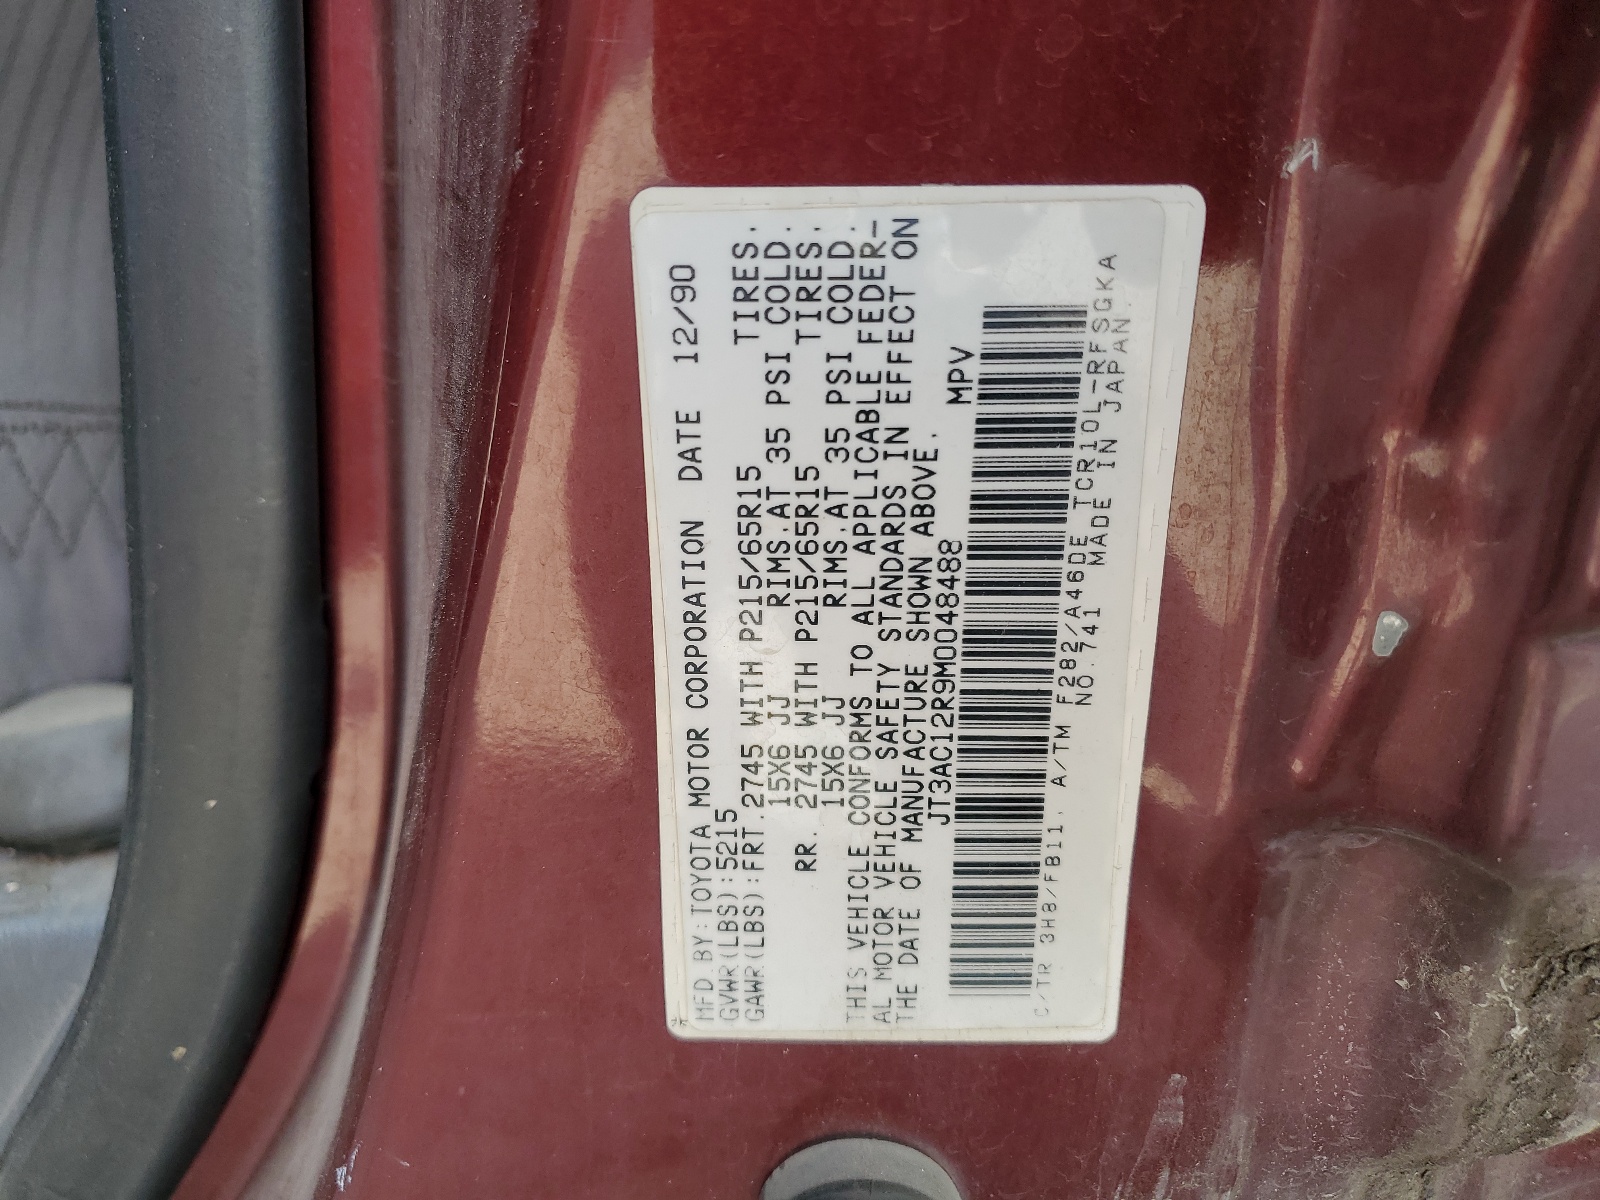 MFD.BY:TOYOTA MOTOR CORPORATION DATE 12/90
GVWR(LBS):5215
GAWR(LBS):FRT.2745 WITH P215/65R15 TIRES.
15X6 JJ RIMS.AT 35 PSI COLD.
RR. 2745 WITH P215/65R15 TIRES.
15X6 JJ RIMS.AT 35 PSI COLD.
THIS VEHICLE CONFORMS TO ALL APPLICABLE FEDER-
AL MOTOR VEHICLE SAFETY STANDARDS IN EFFECT ON
THE DATE OF MANUFACTURE SHOWN ABOVE.
JT3AC12R9M0048488 MPV
C/TR 3H8/FB11, A/TM F282/A46DE TCR10L-RFSGKA
NO.741 MADE IN JAPAN.